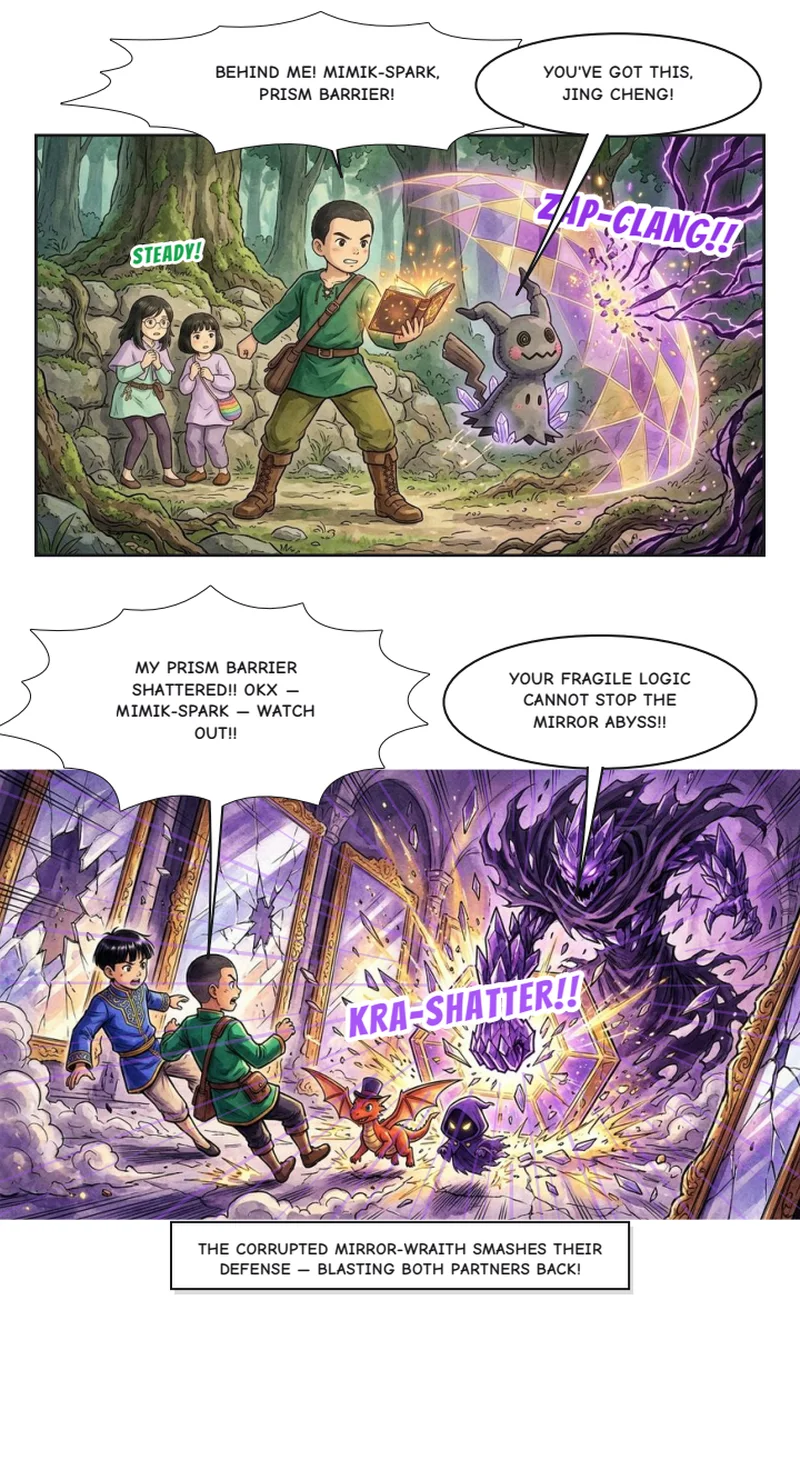 BEHIND ME! MIMIK-SPARK,
PRISM BARRIER!
YOU'VE GOT THIS,
JING CHENG!
ZAP-CLANG!!
STEADY!
MY PRISM BARRIER
SHATTERED!! OKX —
MIMIK-SPARK — WATCH
OUT!!
YOUR FRAGILE LOGIC
CANNOT STOP THE
MIRROR ABYSS!!
KRA-SHATTER!!
THE CORRUPTED MIRROR-WRAITH SMASHES THEIR
DEFENSE — BLASTING BOTH PARTNERS BACK!